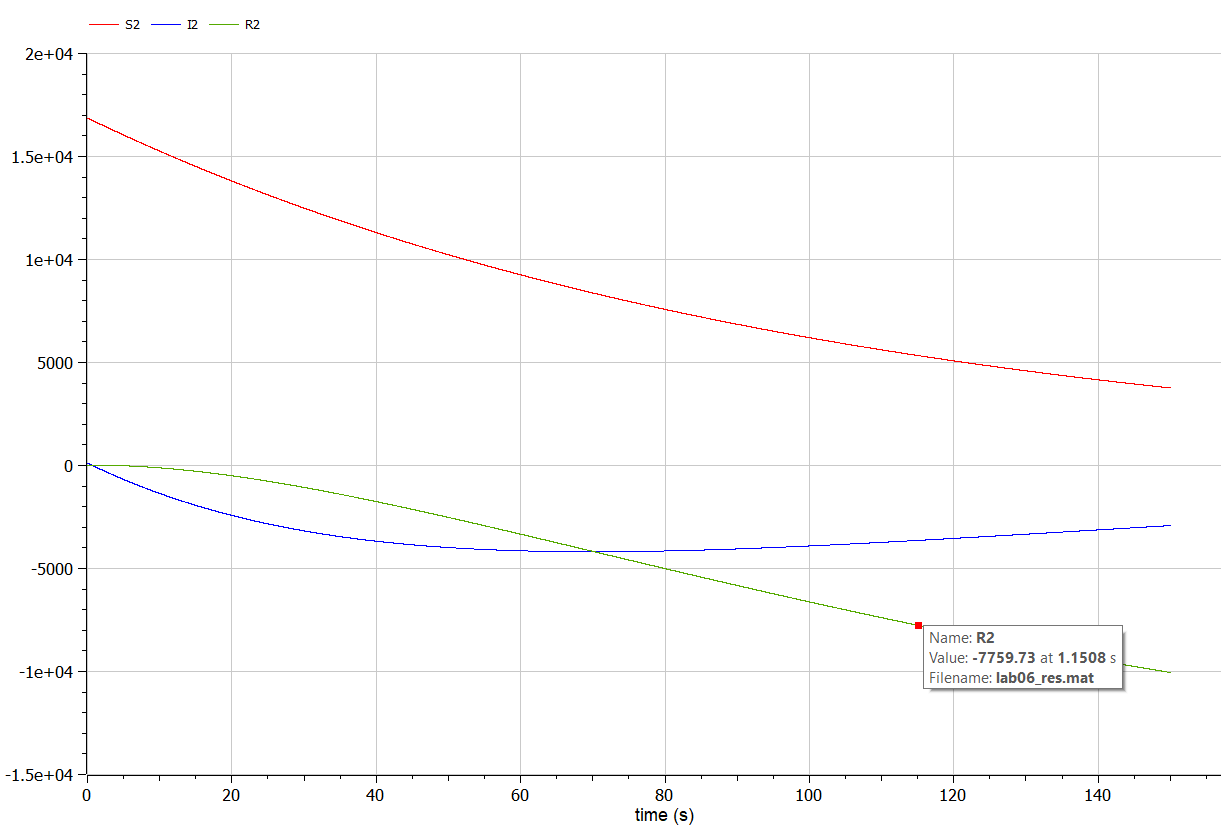 S2 I2 R2
2e+04
1.5e+04
1e+04
5000
0
-5000
-1e+04
-1.5e+04
Name: R2
Value: -7759.73 at 1.1508 s
Filename: lab06_res.mat
0 20 40 60 80 100 120 140
time (s)